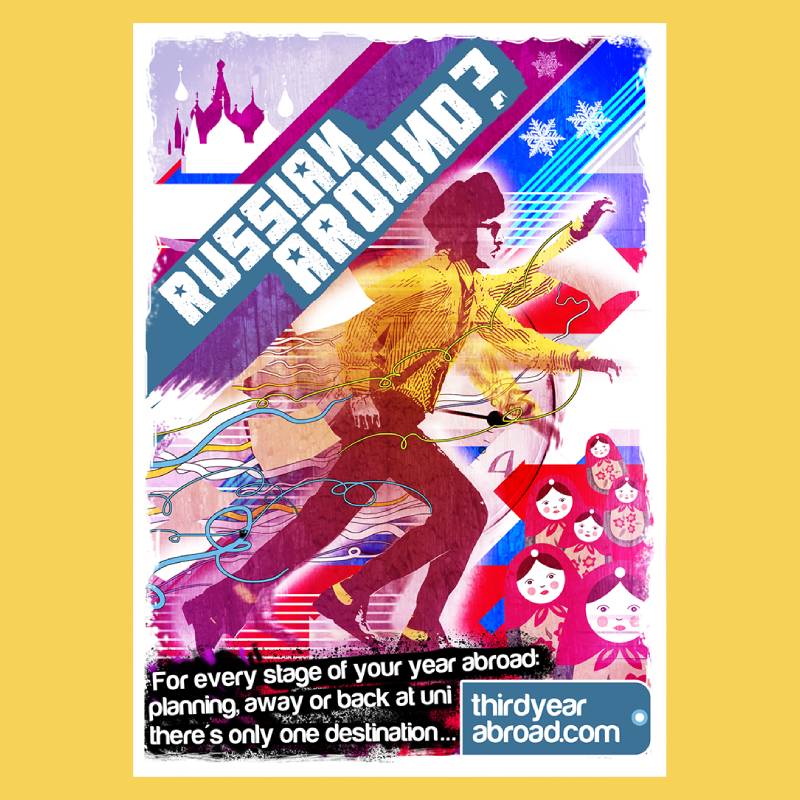 RUSSIAN
AROUND?
For every stage of your year abroad:
planning, away or back at uni
there's only one destination...
thirdyear
abroad.com